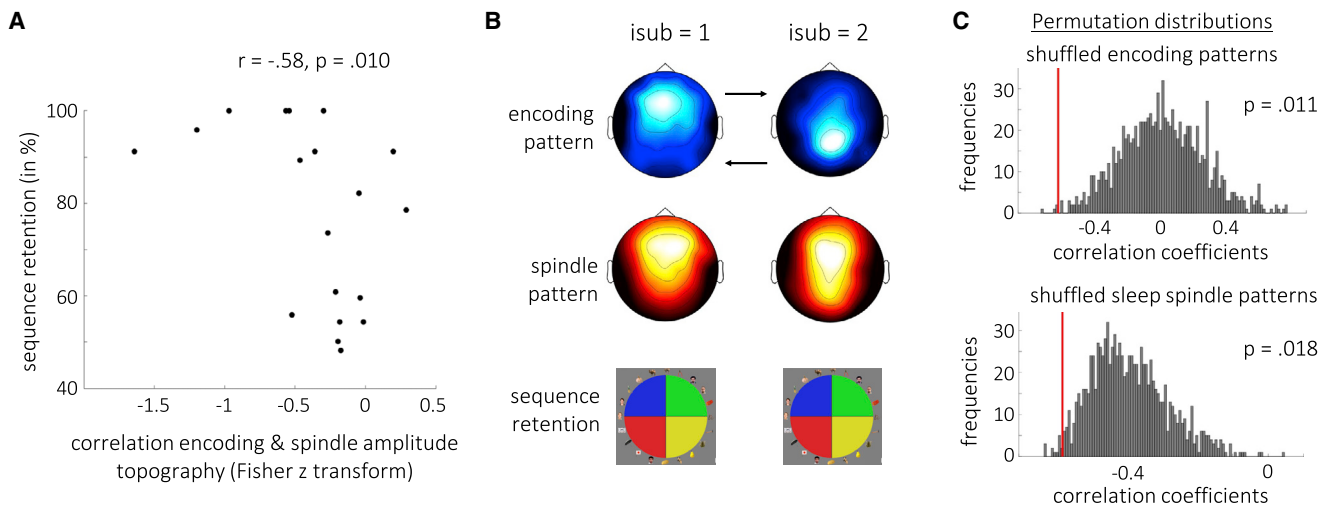 A
r = -.58, p = .010
sequence retention (in %)
100
80
60
40
-1.5
-1
-0.5
0
0.5
correlation encoding & spindle amplitude
topography (Fisher z transform)
B
isub = 1
isub = 2
encoding
pattern
spindle
pattern
sequence
retention
C
Permutation distributions
shuffled encoding patterns
p = .011
frequencies
30
20
10
0
-0.4
0
0.4
correlation coefficients
shuffled sleep spindle patterns
p = .018
frequencies
30
20
10
0
-0.4
0
correlation coefficients